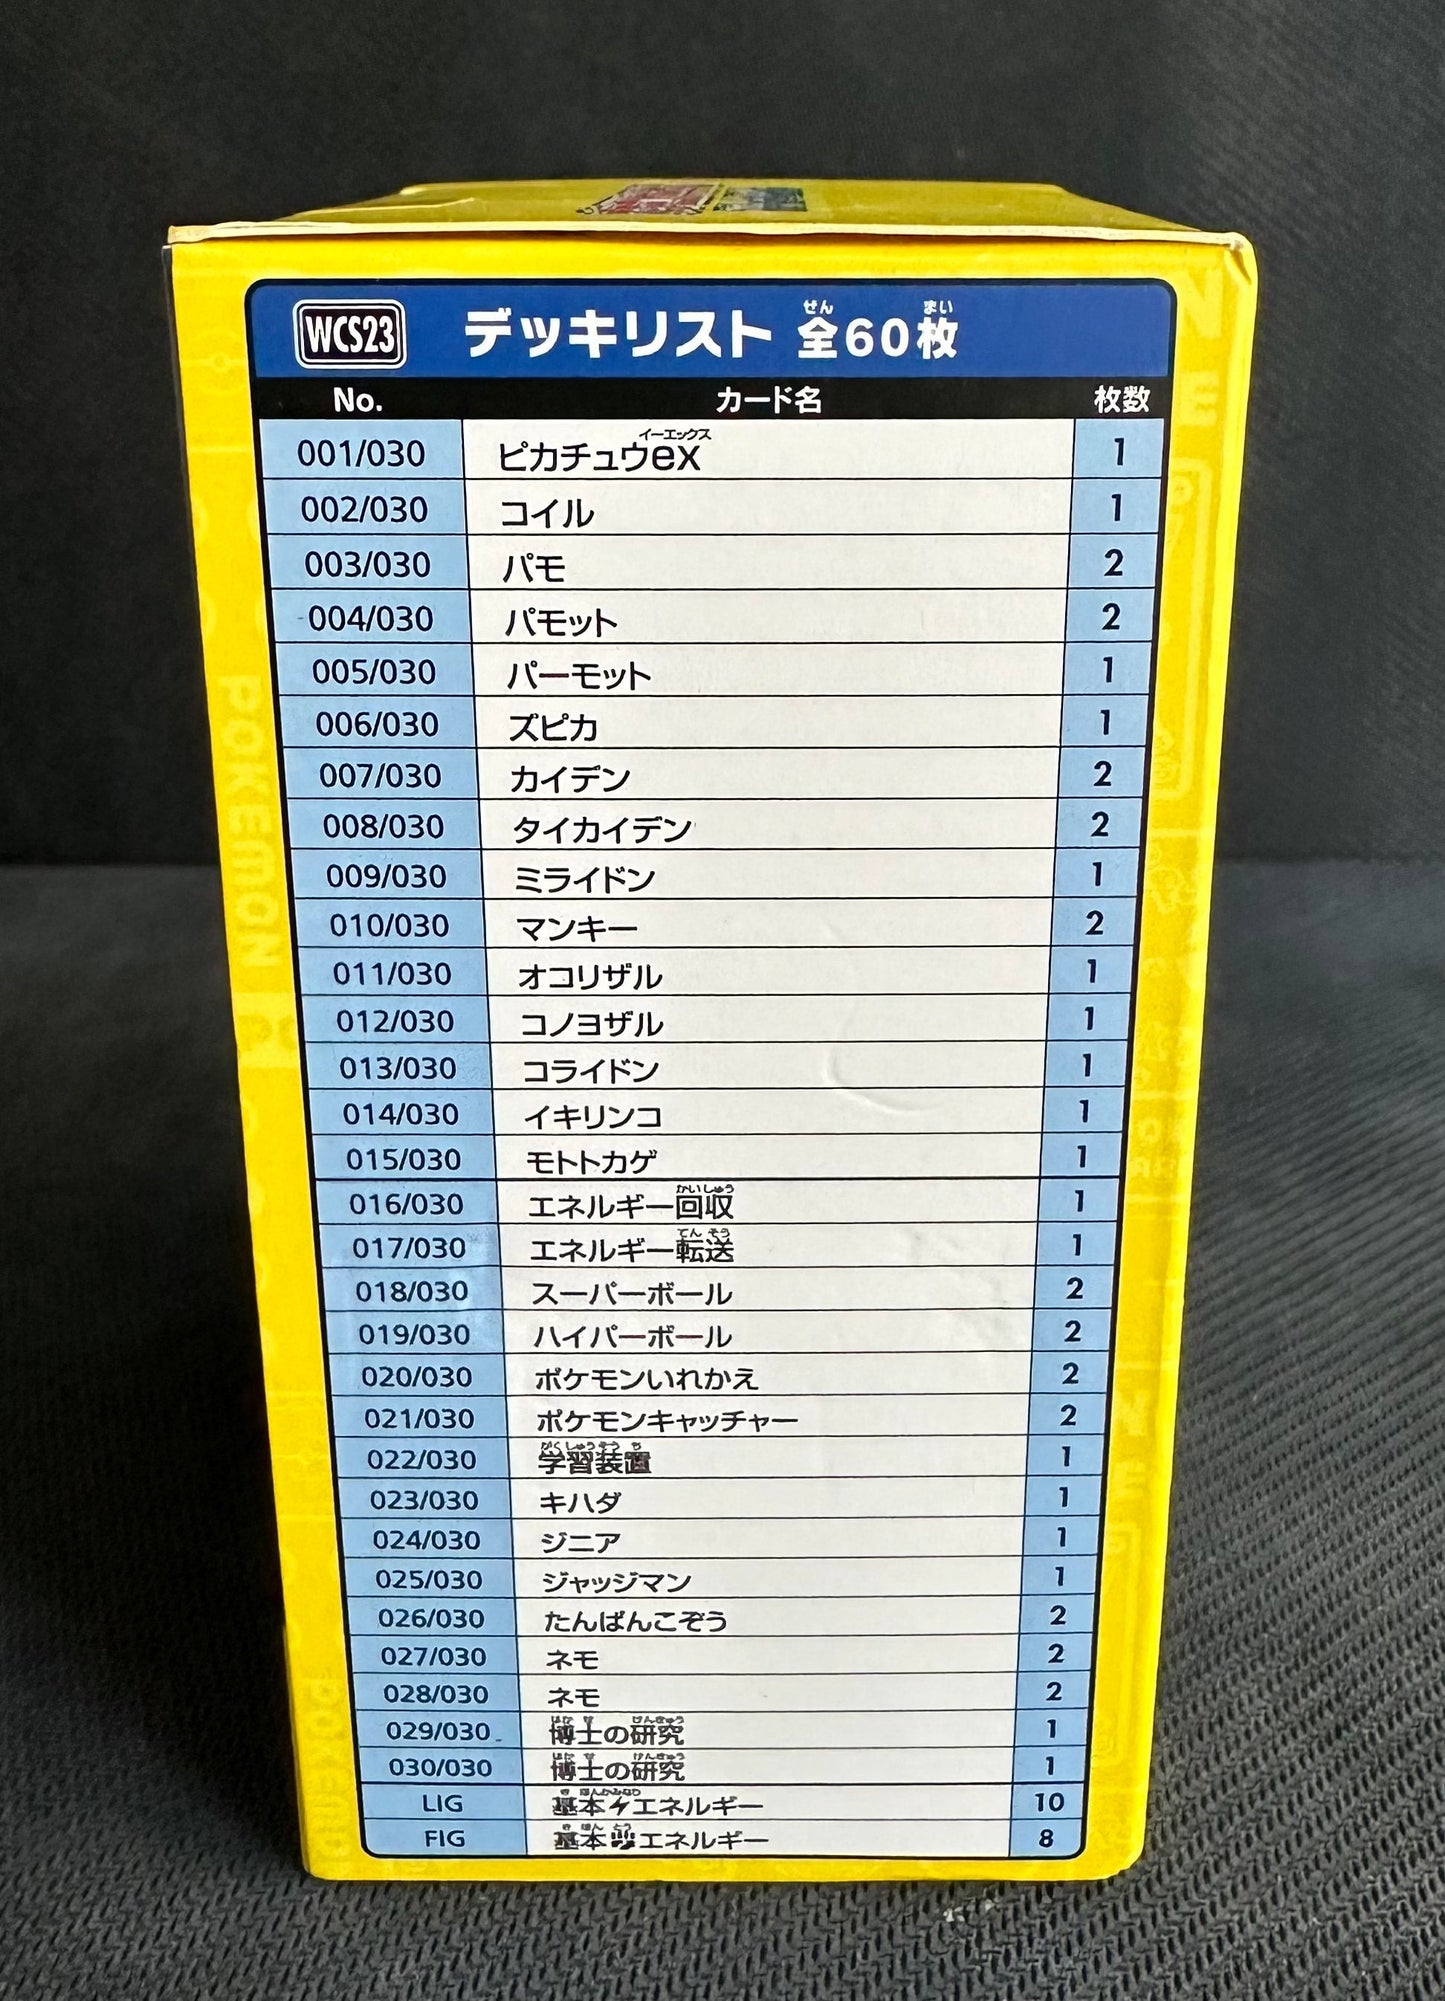 WCS23 デッキリスト 全60枚
No. カード名 枚数
001/030 ピカチュウex 1
002/030 コイル 1
003/030 パモ 2
004/030 パモット 2
005/030 パーモット 1
006/030 ズピカ 1
007/030 カイデン 2
008/030 タイカイデン 2
009/030 ミライドン 1
010/030 マンキー 2
011/030 オコリザル 1
012/030 コノヨザル 1
013/030 コライドン 1
014/030 イキリンコ 1
015/030 モトトカゲ 1
016/030 エネルギー回収 1
017/030 エネルギー転送 1
018/030 スーパーボール 2
019/030 ハイパーボール 2
020/030 ポケモンいれかえ 2
021/030 ポケモンキャッチャー 2
022/030 学習装置 1
023/030 キハダ 1
024/030 ジニア 1
025/030 ジャッジマン 1
026/030 たんぱんこぞう 2
027/030 ネモ 2
028/030 ネモ 2
029/030 博士の研究 1
030/030 博士の研究 1
LIG 基本エネルギー 10
FIG 基本エネルギー 8
POKEMON